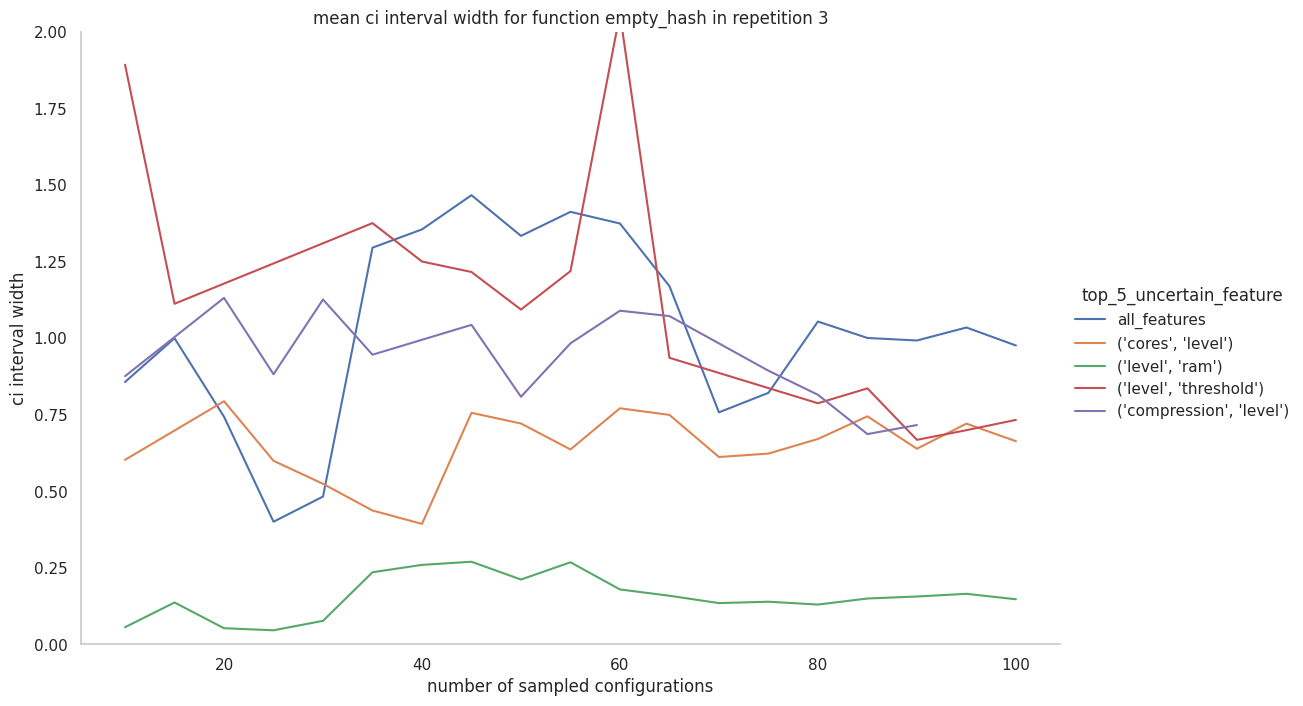 mean ci interval width for function empty_hash in repetition 3
2.00
1.75
1.50
1.25
1.00
0.75
0.50
0.25
0.00
ci interval width
20
40
60
80
100
number of sampled configurations
top_5_uncertain_feature
all_features
('cores', 'level')
('level', 'ram')
('level', 'threshold')
('compression', 'level')